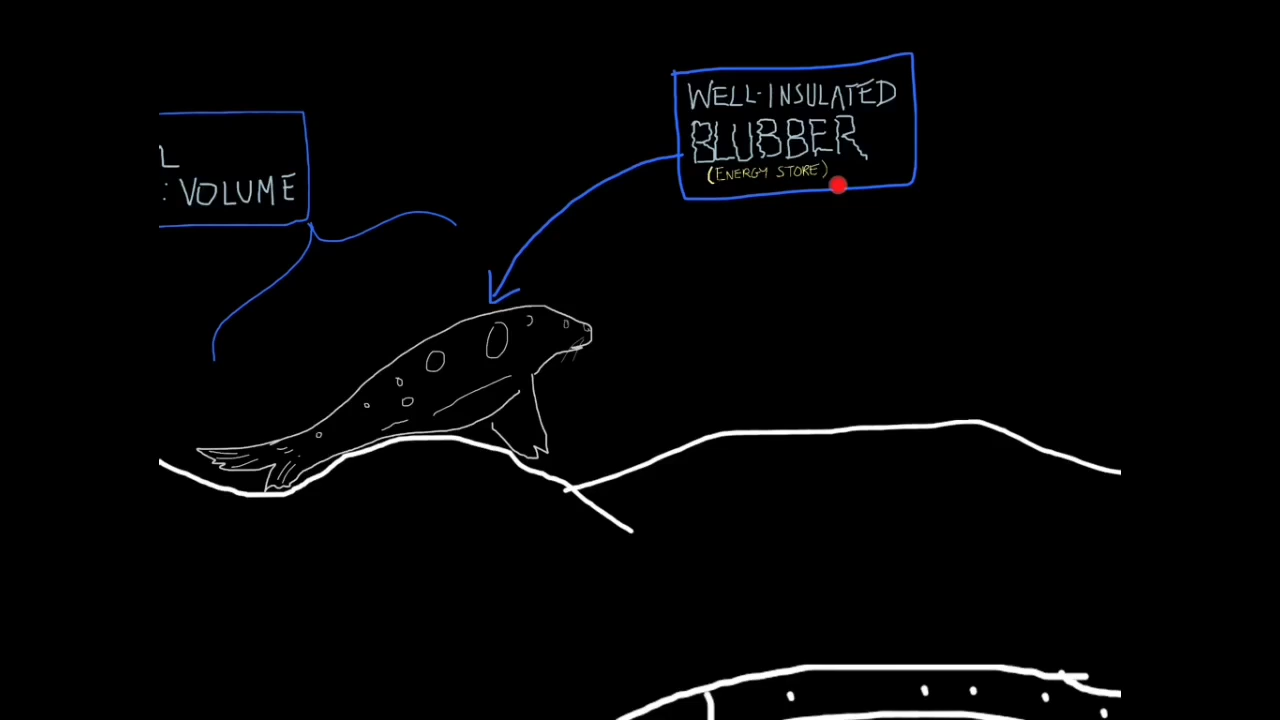 L
: VOLUME
WELL-INSULATED
BLUBBER
(ENERGY STORE)